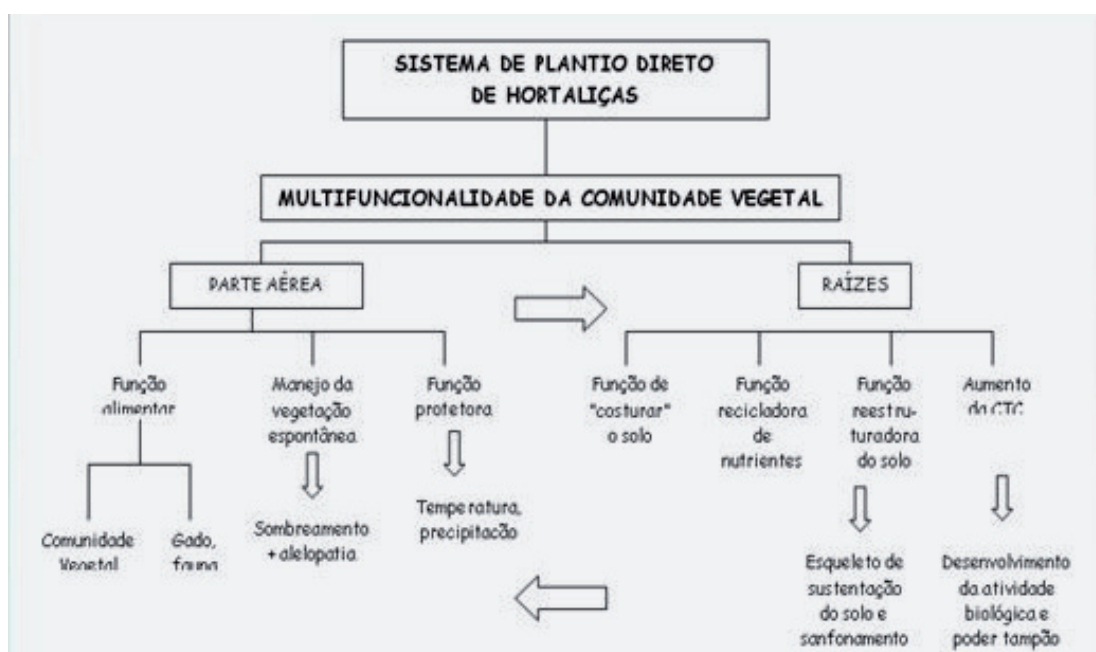 SISTEMA DE PLANTIO DIRETO
DE HORTALIÇAS
MULTIFUNCIONALIDADE DA COMUNIDADE VEGETAL
PARTE AÉREA
RAÍZES
Função
alimentar
Manejo da
vegetação
espontânea
Função
protetora
Função de
"costurar"
o solo
Função
recicladora
de
nutrientes
Função
reestru-
turadora
do solo
Aumento
da CTC
Comunidade
Vegetal
Gado,
fauna
Sombreamento
+ alelopatia
Temperatura,
precipitação
Esqueleto de
sustentação
do solo e
sanfonamento
Desenvolvimento
da atividade
biológica e
poder tampão